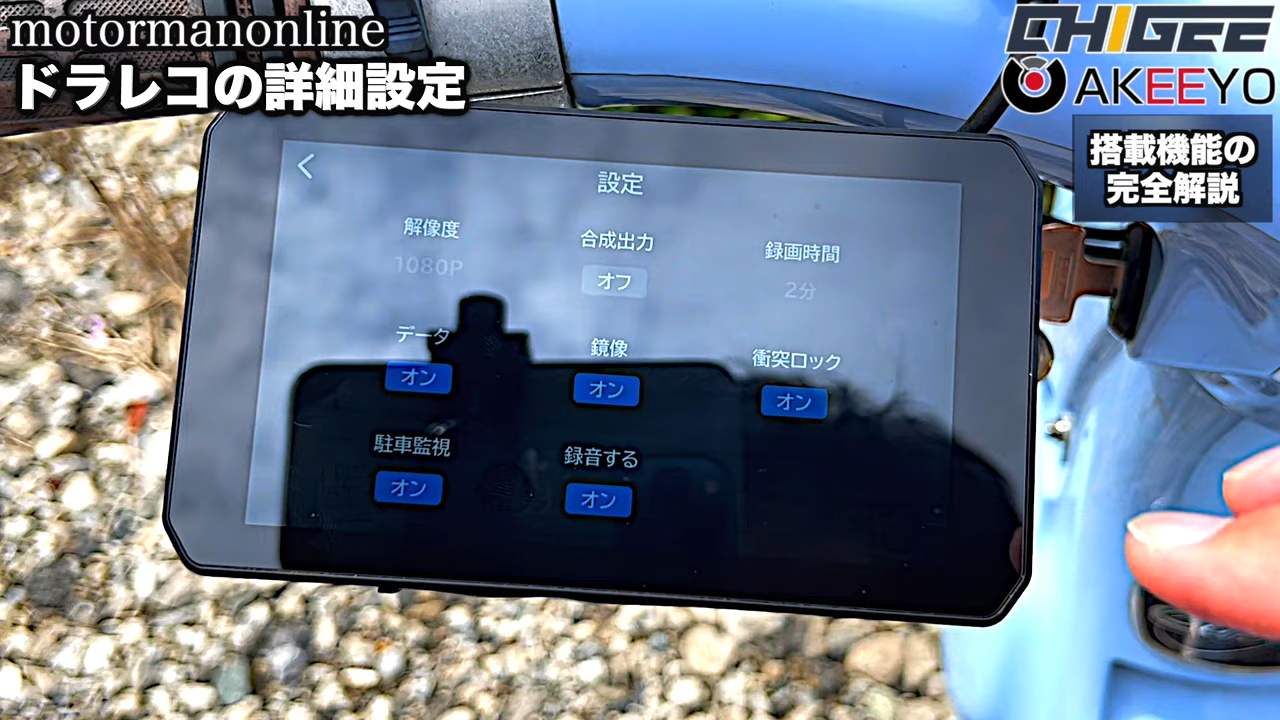 motormanonline
ドラレコの詳細設定
CHIGEE
AKEEYO
搭載機能の
完全解説
設定
解像度
合成出力
録画時間
1080P
オフ
2分
データ
鏡像
衝突ロック
オン
オン
オン
駐車監視
録音する
オン
オン